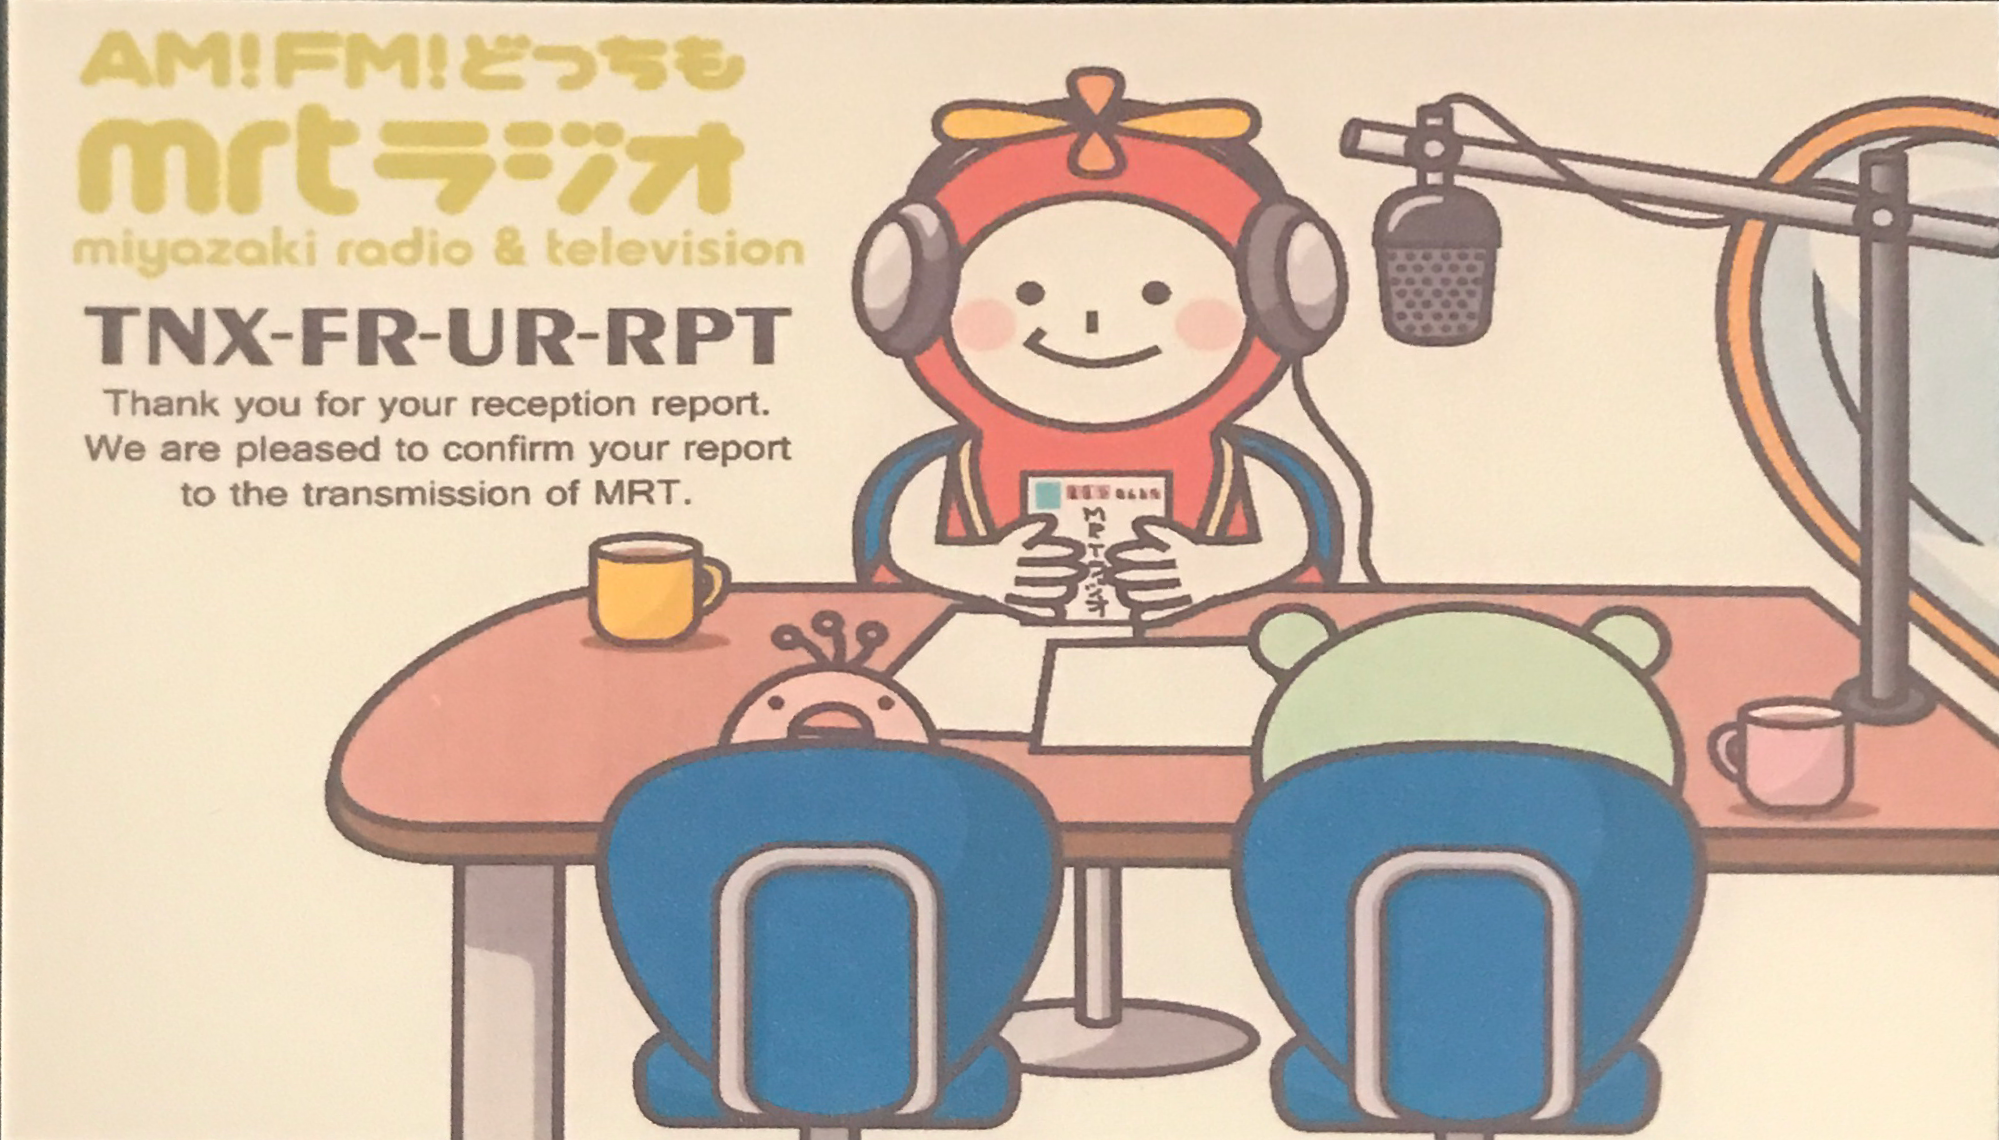 AM!FM!どっちも
mrtラジオ
miyazaki radio & television
TNX-FR-UR-RPT
Thank you for your reception report.
We are pleased to confirm your report
to the transmission of MRT.
MRTラジオ